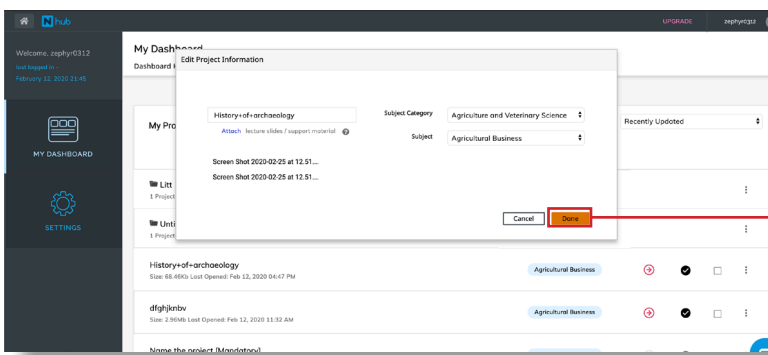 N hub
UPGRADE
zephyr0312
Welcome, zephyr0312
last logged in -
February 12, 2020 21:45
MY DASHBOARD
SETTINGS
My Dashboard
Dashboard
Edit Project Information
History+of+archaeology
Attach lecture slides / support material
Subject Category
Agriculture and Veterinary Science
Subject
Agricultural Business
Screen Shot 2020-02-25 at 12.51....
Screen Shot 2020-02-25 at 12.51....
Cancel
Done
My Pro
Recently Updated
Litt
1 Project
Unti
1 Project
History+of+archaeology
Size: 68.46Kb Last Opened: Feb 12, 2020 04:47 PM
Agricultural Business
dfghjknbv
Size: 2.96Mb Last Opened: Feb 12, 2020 11:32 AM
Agricultural Business
Name the project [Mandatory]